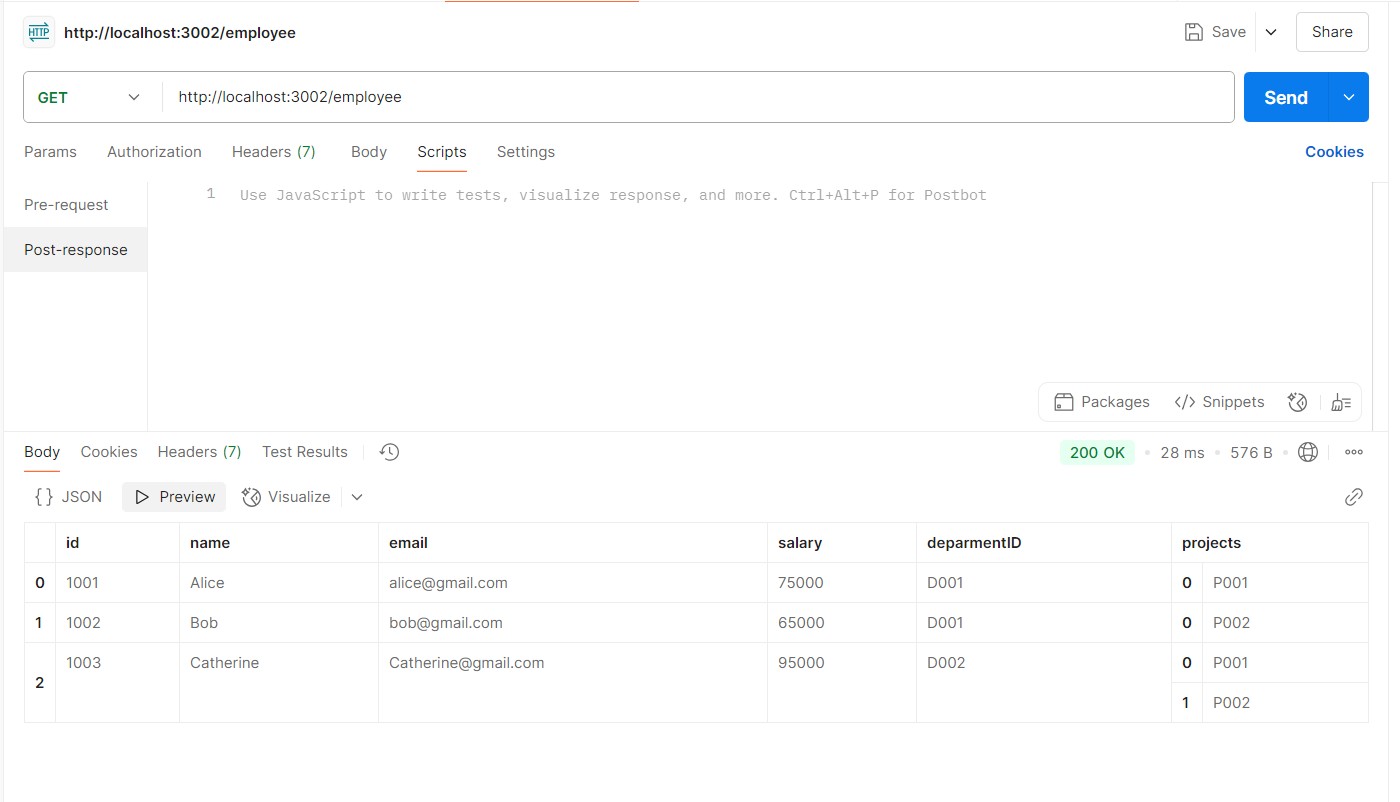 HTTP http://localhost:3002/employee Save Share
GET http://localhost:3002/employee Send
Params Authorization Headers (7) Body Scripts Settings Cookies
Pre-request
Post-response
1 Use JavaScript to write tests, visualize response, and more. Ctrl+Alt+P for Postbot
Packages </> Snippets
Body Cookies Headers (7) Test Results 200 OK • 28 ms • 576 B
{} JSON Preview Visualize
id name email salary deparmentID projects
0 1001 Alice alice@gmail.com 75000 D001 0 P001
1 1002 Bob bob@gmail.com 65000 D001 0 P002
2 1003 Catherine Catherine@gmail.com 95000 D002 0 P001
1 P002